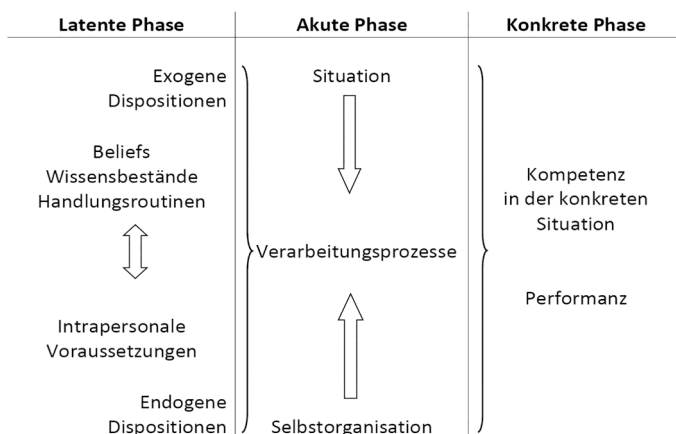 Latente Phase
Akute Phase
Konkrete Phase
Exogene
Dispositionen
Beliefs
Wissensbestände
Handlungsroutinen
Intrapersonale
Voraussetzungen
Endogene
Dispositionen
Situation
Verarbeitungsprozesse
Selbstorganisation
Kompetenz
in der konkreten
Situation
Performanz